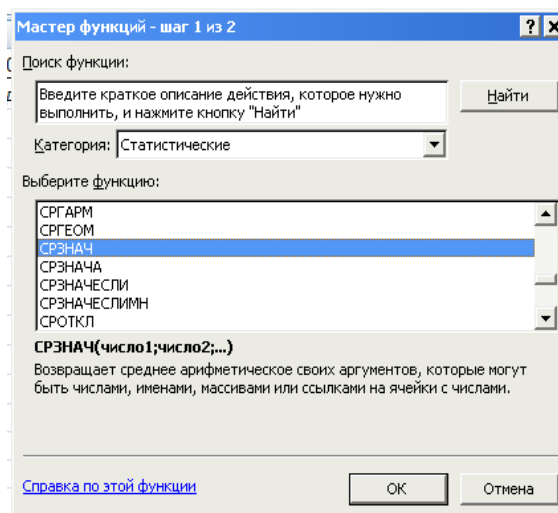 Мастер функций - шаг 1 из 2
Поиск функции:
Введите краткое описание действия, которое нужно
выполнить, и нажмите кнопку "Найти"
Найти
Категория: Статистические
Выберите функцию:
СРГАРМ
СРГЕОМ
СРЗНАЧ
СРЗНАЧА
СРЗНАЧЕСЛИ
СРЗНАЧЕСЛИМН
СРОТКЛ
СРЗНАЧ(число1;число2;...)
Возвращает среднее арифметическое своих аргументов, которые могут
быть числами, именами, массивами или ссылками на ячейки с числами.
Справка по этой функции
ОК
Отмена